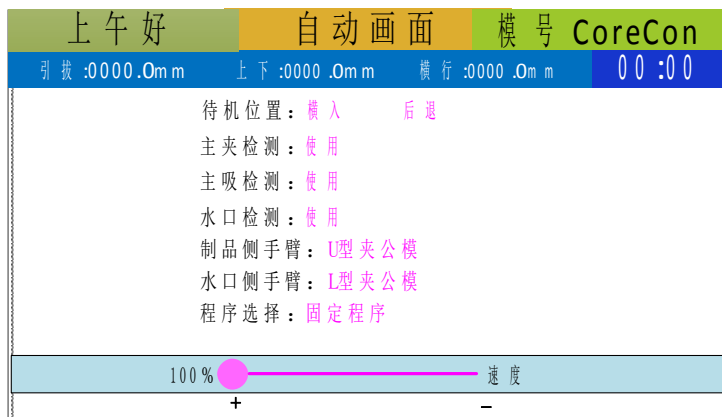 上午好 自动画面 模号 CoreCon
引拔:0000.0mm 上下:0000.0mm 横行:0000.0mm 00:00
待机位置：横入 后退
主夹检测：使用
主吸检测：使用
水口检测：使用
制品侧手臂：U型夹公模
水口侧手臂：L型夹公模
程序选择：固定程序
100% 速度
+ −